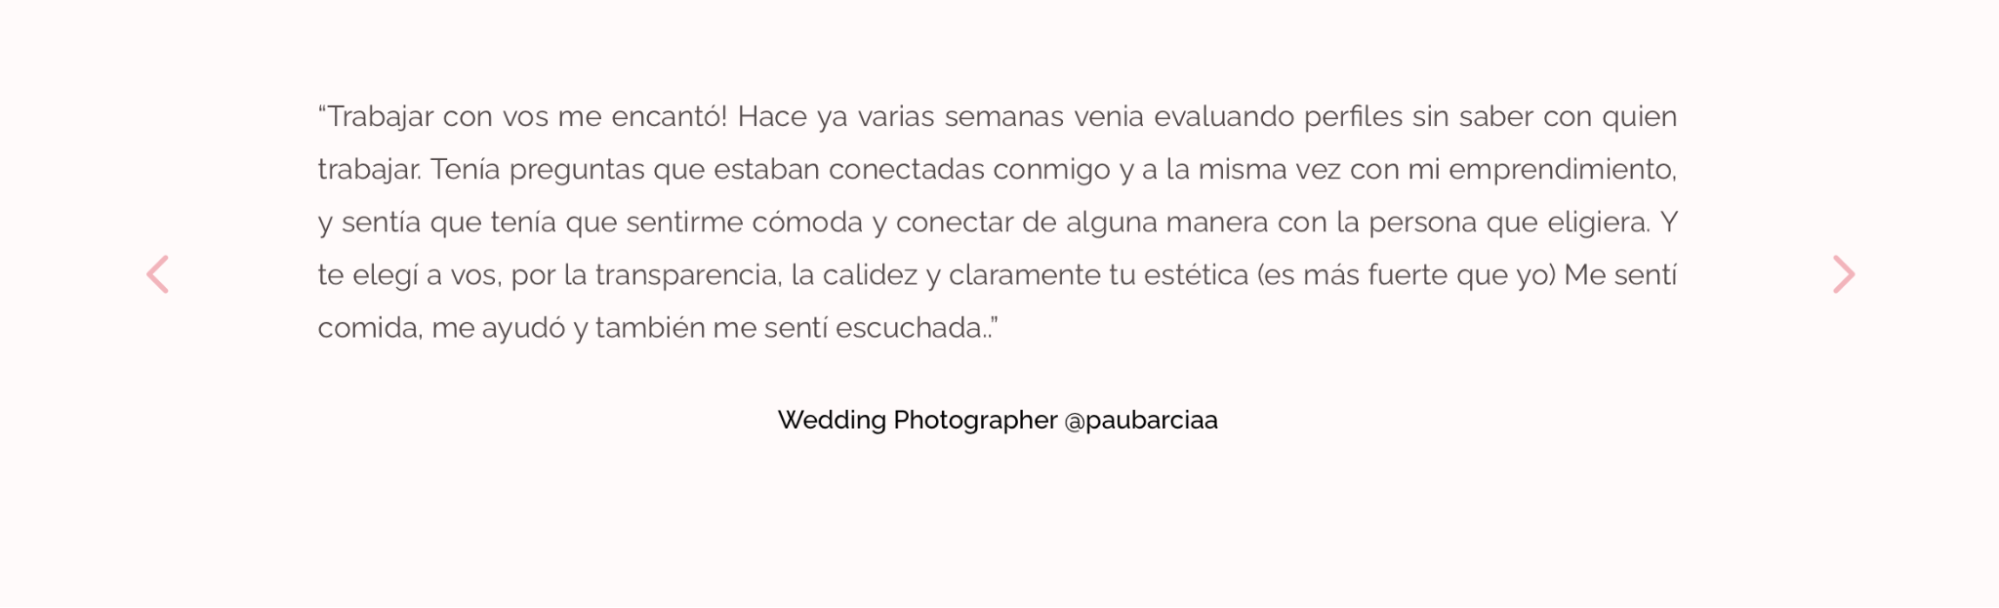 “Trabajar con vos me encantó! Hace ya varias semanas venia evaluando perfiles sin saber con quien
trabajar. Tenía preguntas que estaban conectadas conmigo y a la misma vez con mi emprendimiento,
y sentía que tenía que sentirme cómoda y conectar de alguna manera con la persona que eligiera. Y
te elegí a vos, por la transparencia, la calidez y claramente tu estética (es más fuerte que yo) Me sentí
comida, me ayudó y también me sentí escuchada..”
Wedding Photographer @paubarciaa